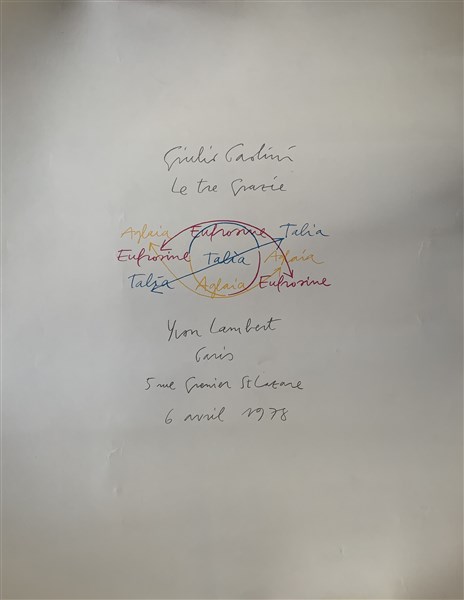 Giulio Paolini
Le tre Grazie
Aglaia Eufrosine Talia
Eufrosine Talia Aglaia
Talia Aglaia Eufrosine
Yvon Lambert
Paris
5 rue Grenier St Lazare
6 avril 1978